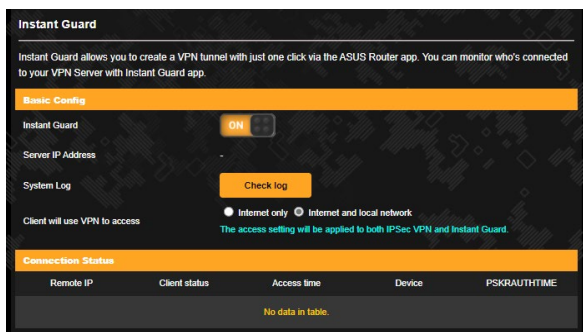 Instant Guard
Instant Guard allows you to create a VPN tunnel with just one click via the ASUS Router app. You can monitor who's connected
to your VPN Server with Instant Guard app.
Basic Config
Instant Guard
ON
Server IP Address
-
System Log
Check log
Client will use VPN to access
Internet only
Internet and local network
The access setting will be applied to both IPSec VPN and Instant Guard.
Connection Status
Remote IP Client status Access time Device PSKRAUTHTIME
No data in table.